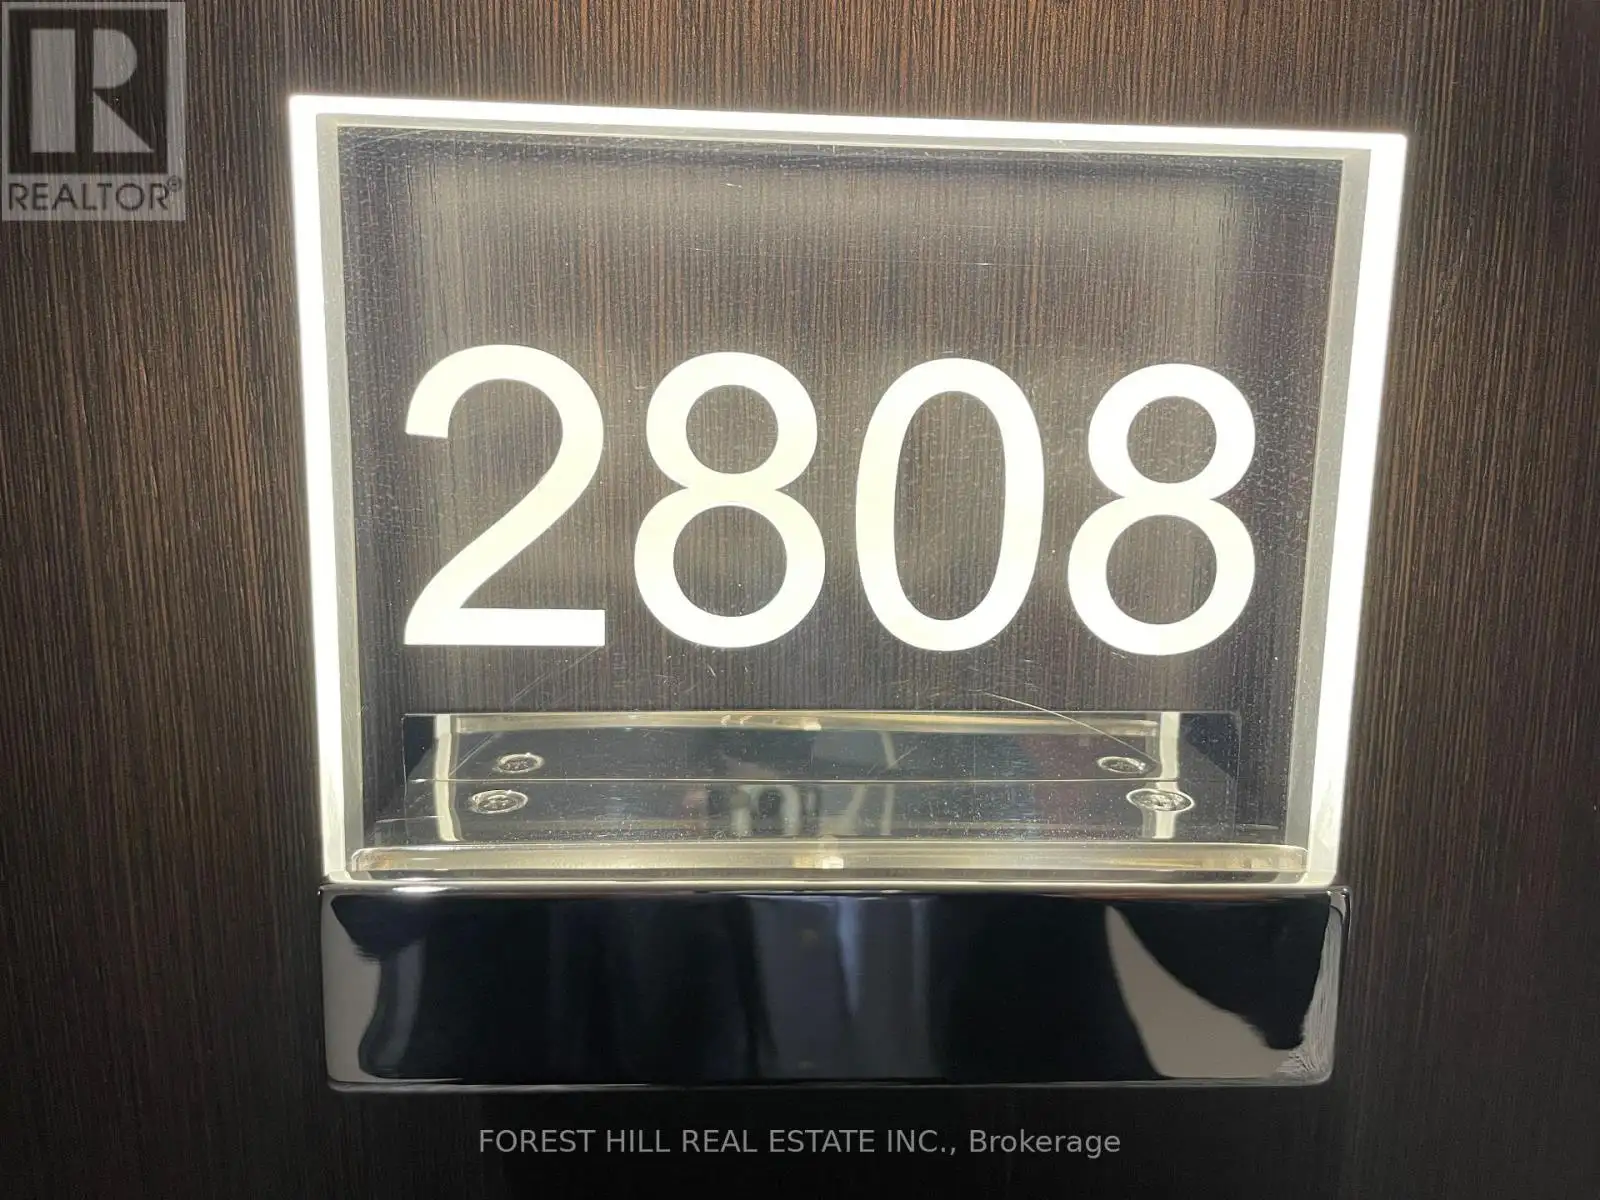 REALTOR®
2808
FOREST HILL REAL ESTATE INC., Brokerage